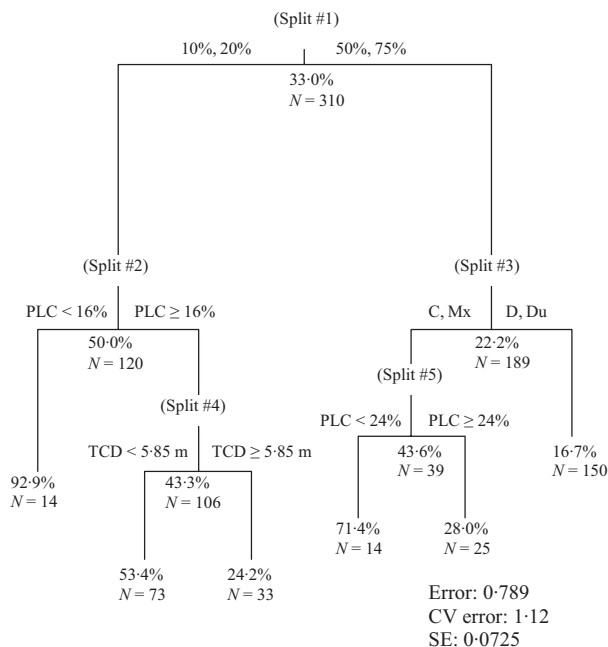 (Split #1)
10%, 20% 50%, 75%
33·0%
N = 310
(Split #2) (Split #3)
PLC < 16% PLC ≥ 16% C, Mx D, Du
50·0% 22·2%
N = 120 N = 189
(Split #5)
(Split #4)
PLC < 24% PLC ≥ 24%
TCD < 5·85 m TCD ≥ 5·85 m 43·6% 16·7%
N = 39 N = 150
92·9% 43·3%
N = 14 N = 106
71·4% 28·0%
N = 14 N = 25
53·4% 24·2%
N = 73 N = 33
Error: 0·789
CV error: 1·12
SE: 0·0725